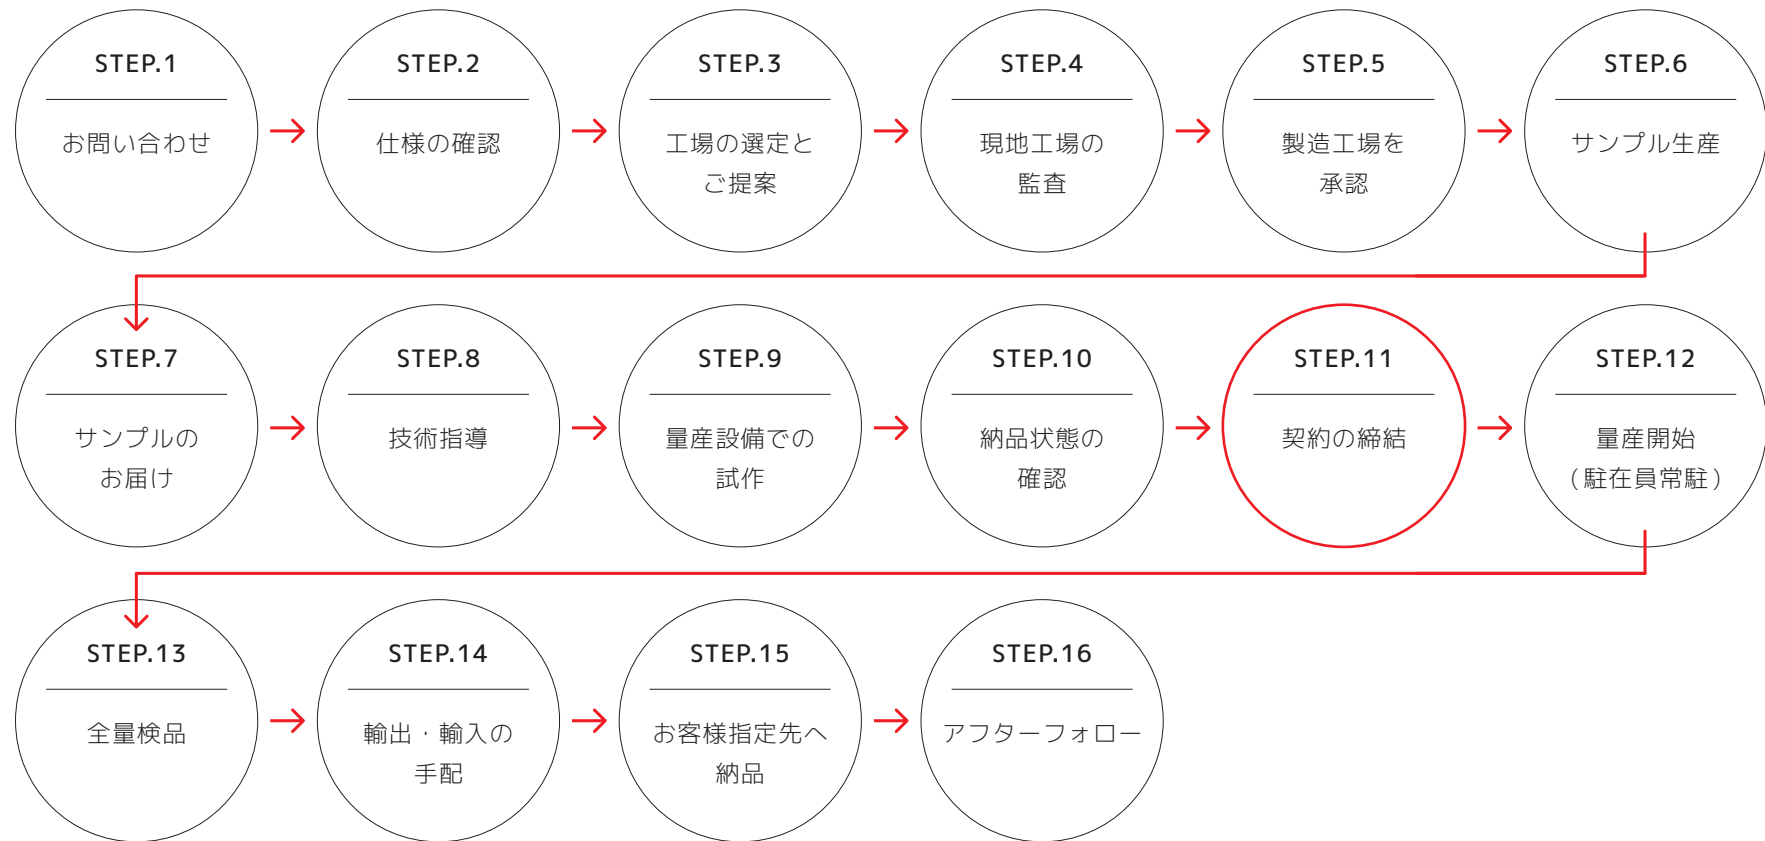 STEP.1
お問い合わせ
STEP.2
仕様の確認
STEP.3
工場の選定と
ご提案
STEP.4
現地工場の
監査
STEP.5
製造工場を
承認
STEP.6
サンプル生産
STEP.7
サンプルの
お届け
STEP.8
技術指導
STEP.9
量産設備での
試作
STEP.10
納品状態の
確認
STEP.11
契約の締結
STEP.12
量産開始
（駐在員常駐）
STEP.13
全量検品
STEP.14
輸出・輸入の
手配
STEP.15
お客様指定先へ
納品
STEP.16
アフターフォロー